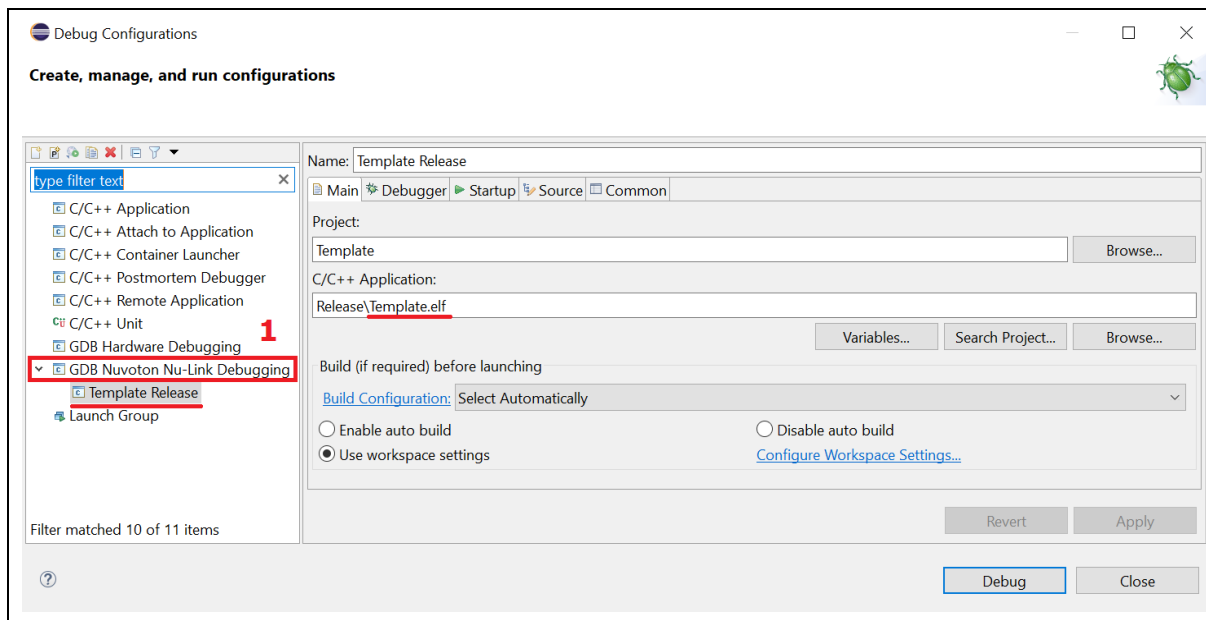 Debug Configurations
Create, manage, and run configurations
type filter text
C/C++ Application
C/C++ Attach to Application
C/C++ Container Launcher
C/C++ Postmortem Debugger
C/C++ Remote Application
C/C++ Unit
1
GDB Hardware Debugging
GDB Nuvoton Nu-Link Debugging
Template Release
Launch Group
Filter matched 10 of 11 items
Name: Template Release
Main Debugger Startup Source Common
Project:
Template Browse...
C/C++ Application:
Release\Template.elf
Variables... Search Project... Browse...
Build (if required) before launching
Build Configuration: Select Automatically
Enable auto build Disable auto build
Use workspace settings Configure Workspace Settings...
Revert Apply
Debug Close